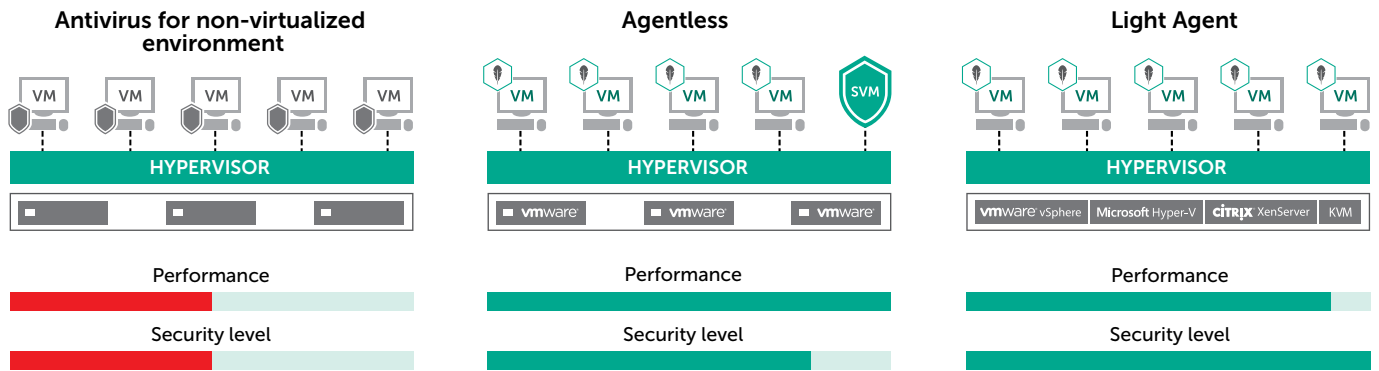 Antivirus for non-virtualized
environment
VM VM VM VM VM
HYPERVISOR
Performance
Security level
Agentless
VM VM VM VM SVM
HYPERVISOR
vmware vmware vmware
Performance
Security level
Light Agent
VM VM VM VM VM
HYPERVISOR
vmware vSphere Microsoft Hyper-V CİTRIX XenServer KVM
Performance
Security level